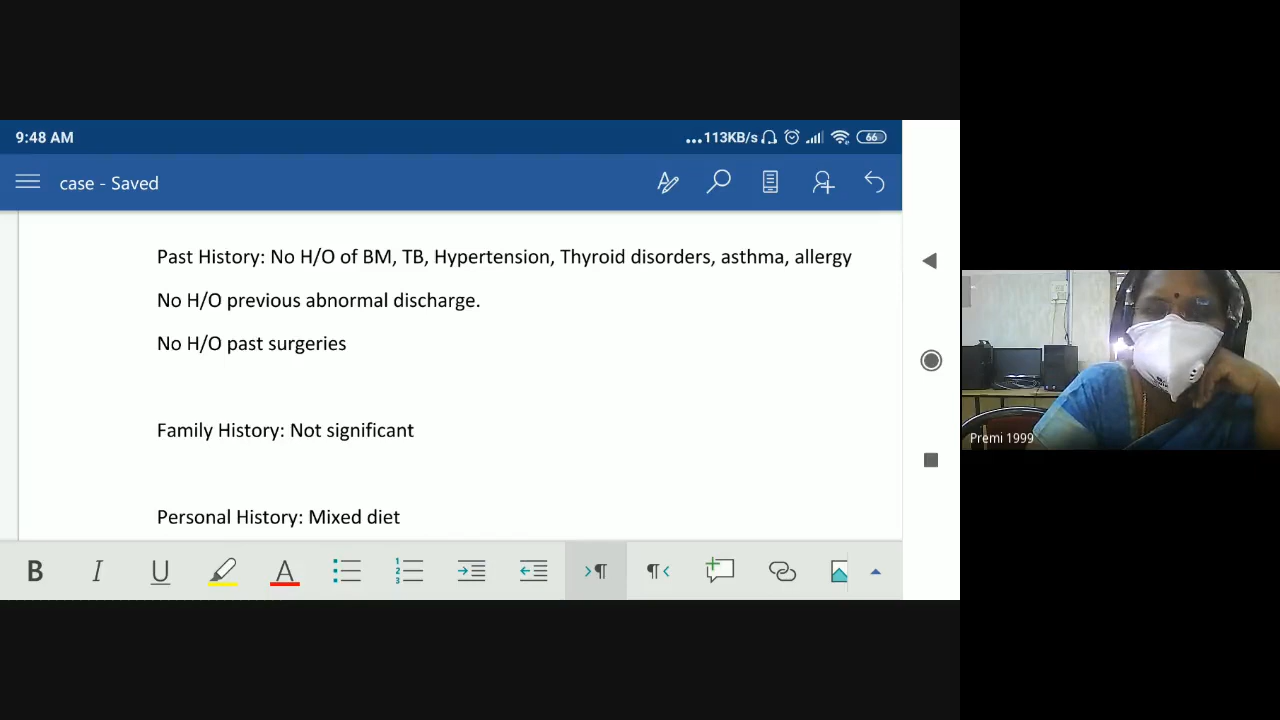 9:48 AM
...113KB/s
66
case - Saved
Past History: No H/O of BM, TB, Hypertension, Thyroid disorders, asthma, allergy
No H/O previous abnormal discharge.
No H/O past surgeries
Family History: Not significant
Personal History: Mixed diet
B I U A
Premi 1999